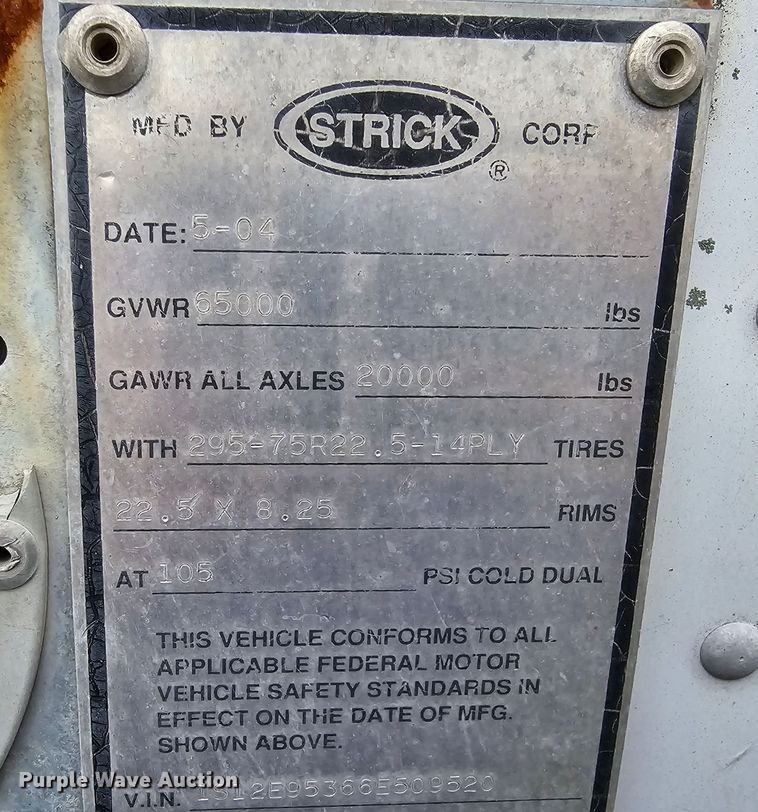 MFD BY STRICK CORP
®
DATE: 5-04
GVWR 65000 lbs
GAWR ALL AXLES 20000 lbs
WITH 295-75R22.5-14PLY TIRES
22.5 X 8.25 RIMS
AT 105 PSI COLD DUAL
THIS VEHICLE CONFORMS TO ALL
APPLICABLE FEDERAL MOTOR
VEHICLE SAFETY STANDARDS IN
EFFECT ON THE DATE OF MFG.
SHOWN ABOVE.
V.I.N. 1S12E95366E509520
Purple Wave Auction